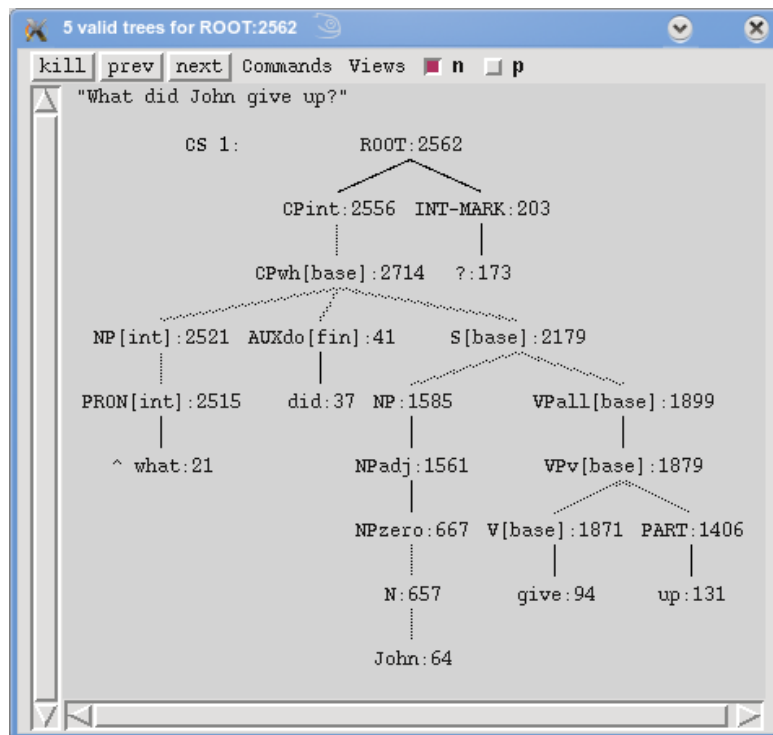 5 valid trees for ROOT:2562
kill prev next Commands Views n p
"What did John give up?"
CS 1: ROOT:2562
CPint:2556 INT-MARK:203
CPwh[base]:2714 ?:173
NP[int]:2521 AUXdo[fin]:41 S[base]:2179
PRON[int]:2515 did:37 NP:1585 VPall[base]:1899
^ what:21 NPadj:1561 VPv[base]:1879
NPzero:667 V[base]:1871 PART:1406
N:657 give:94 up:131
John:64